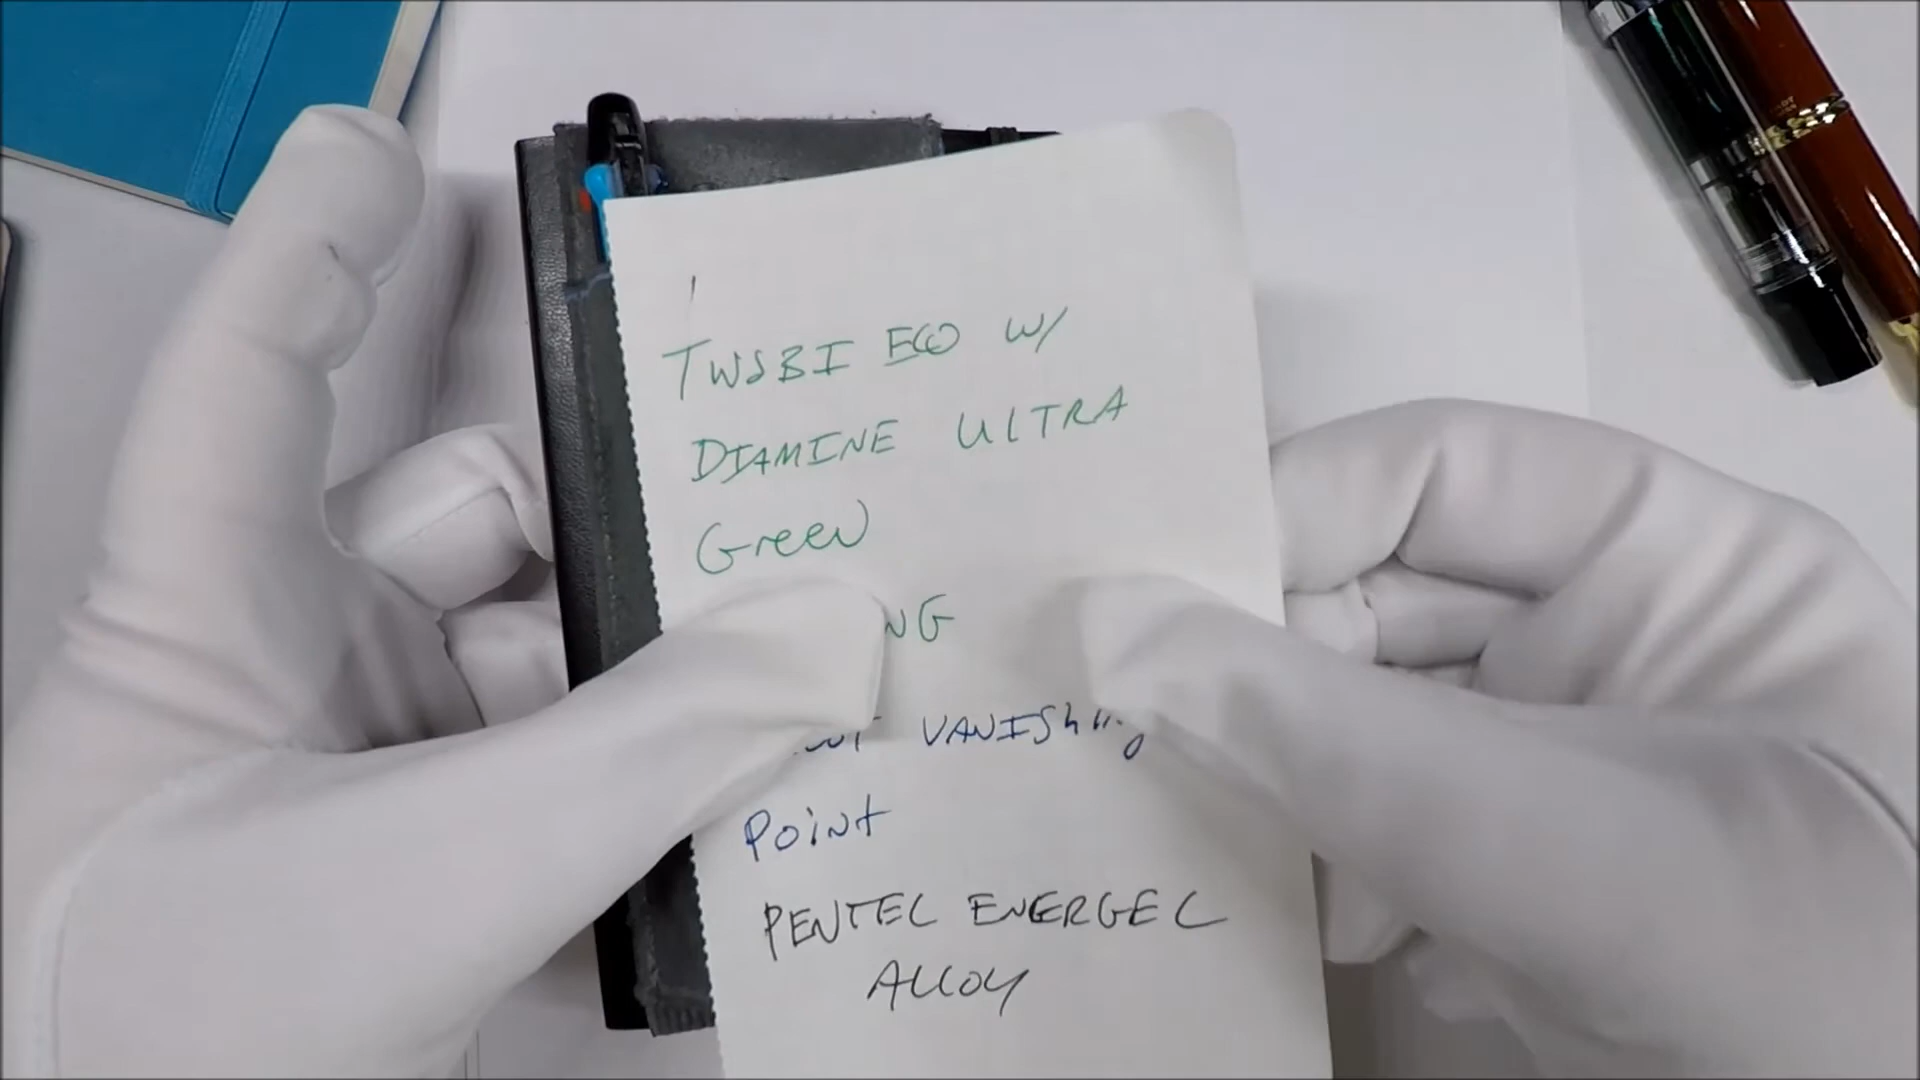 TWSBI ECO W/
DIAMINE ULTRA
Green
VANIShing
Point
PENTEL ENERGEL
ALLOY